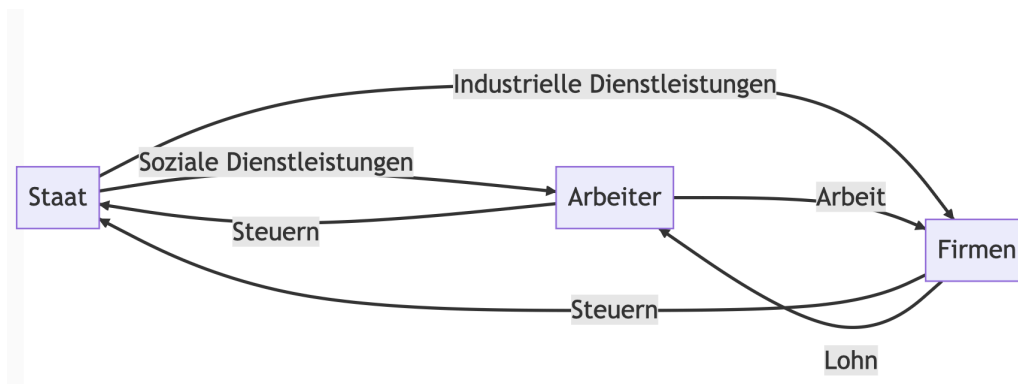 Industrielle Dienstleistungen
Soziale Dienstleistungen
Staat
Arbeiter
Arbeit
Steuern
Firmen
Steuern
Lohn